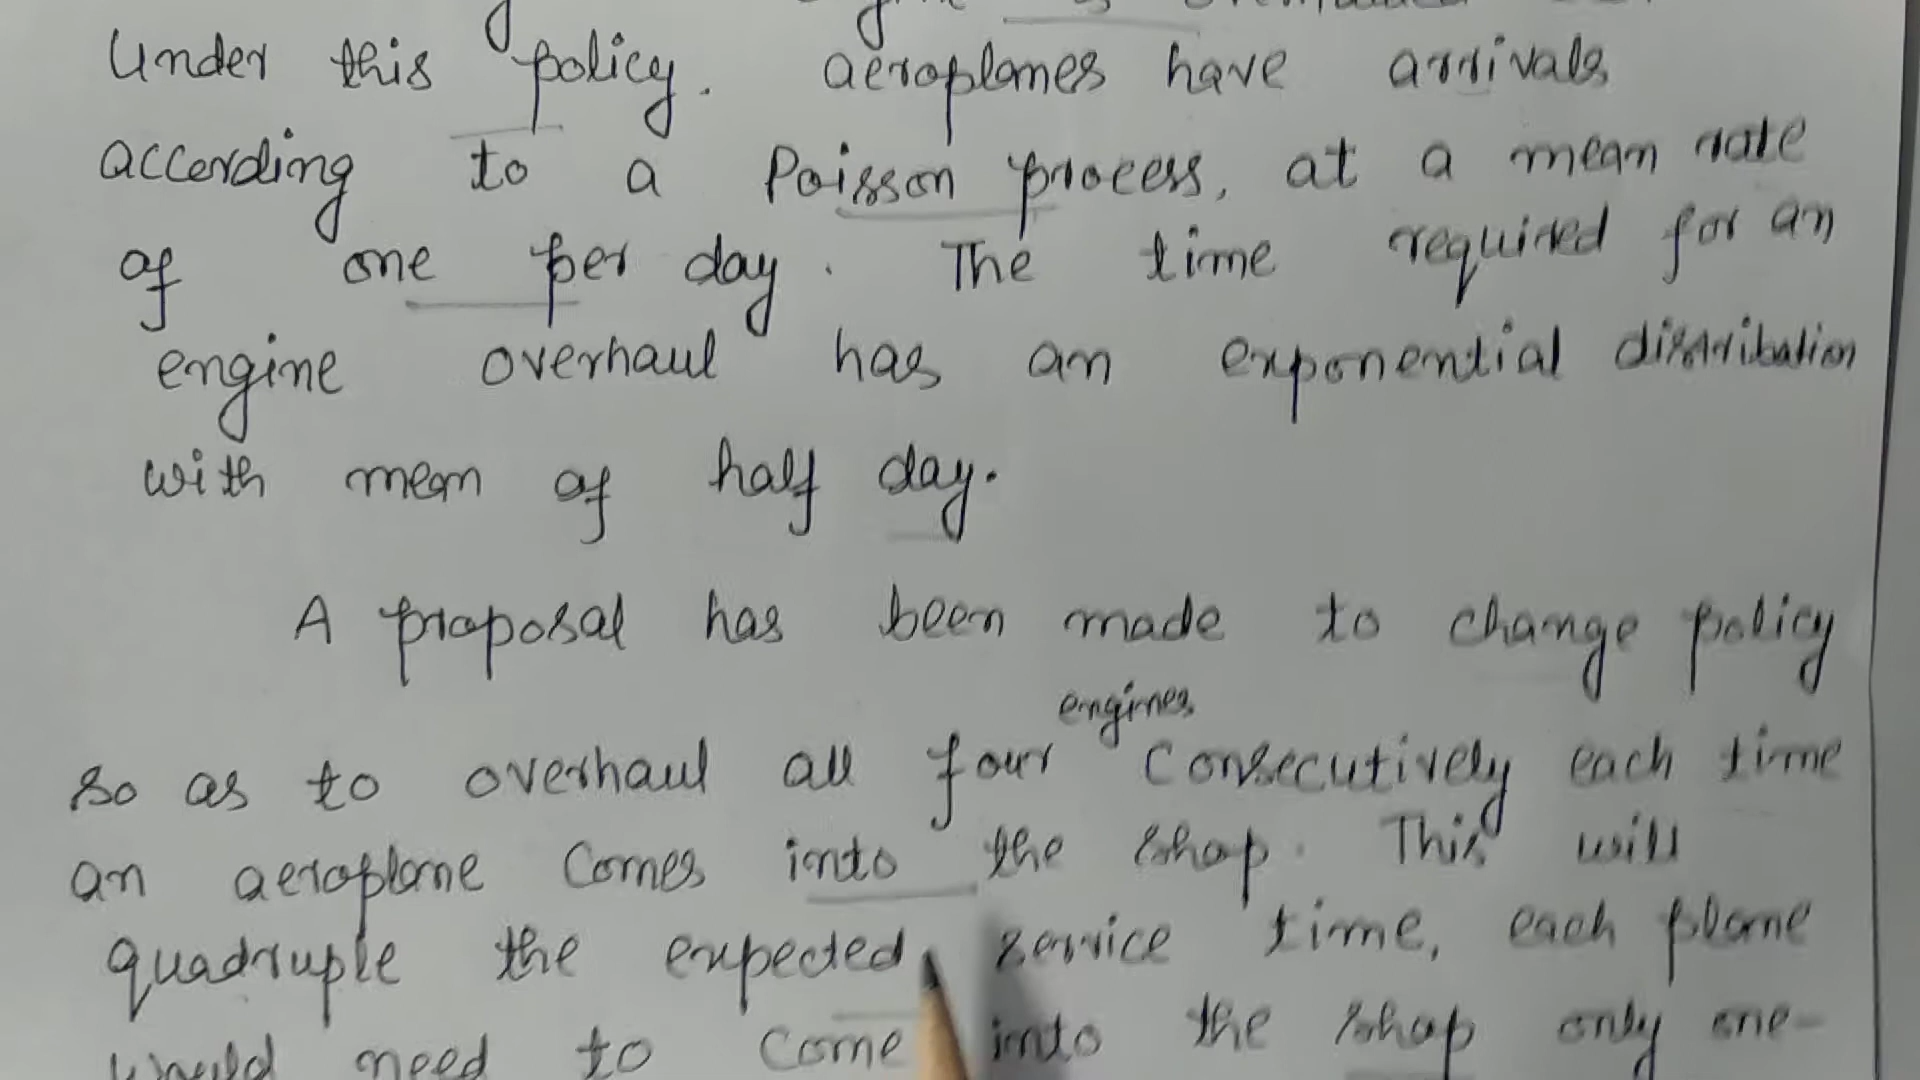 Under this policy. aeroplanes have arrivals
according to a Poisson process, at a mean rate
of one per day. The time required for an
engine overhaul has an exponential distribution
with mean of half day.
A proposal has been made to change policy
engines
so as to overhaul all four consecutively each time
an aeroplane comes into the shop. This will
quadruple the expected service time, each plane
would need to come into the shop only one-